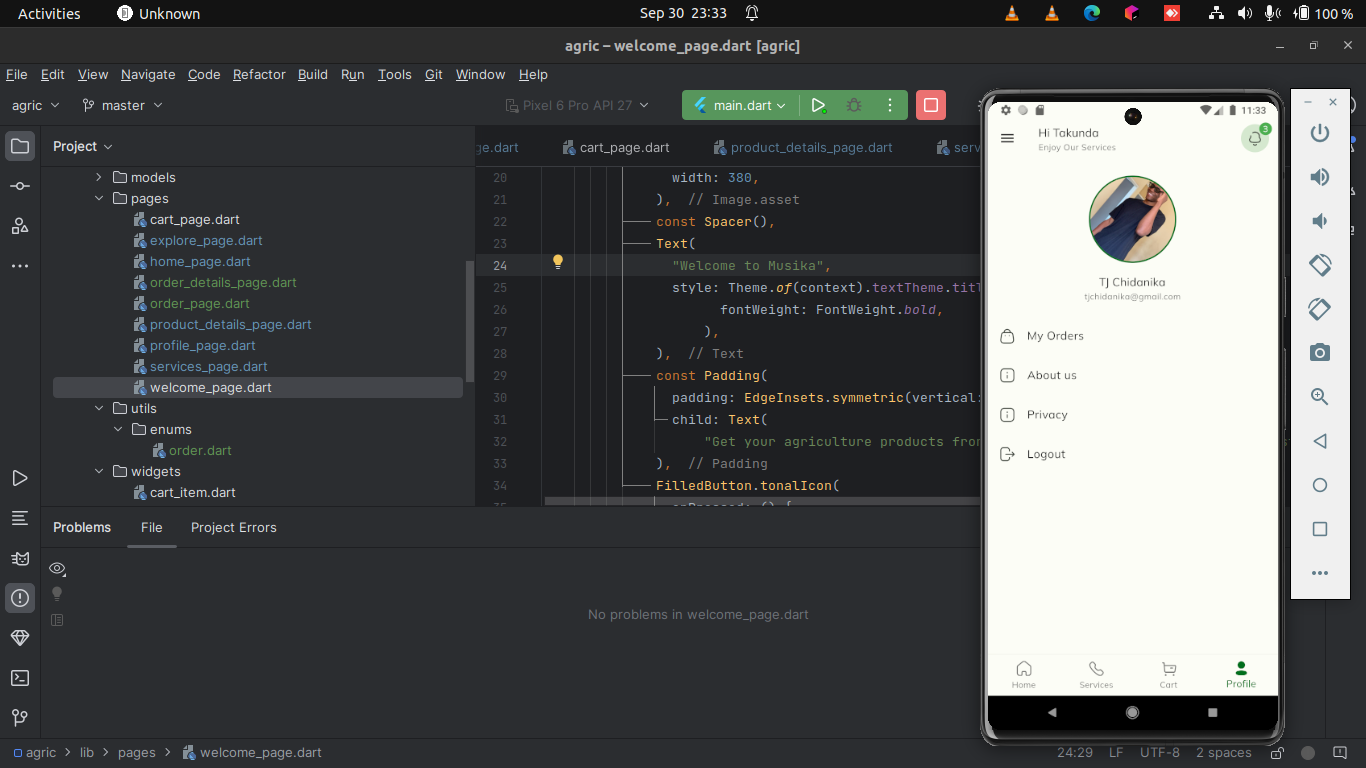 Activities
Unknown
Sep 30 23:33
100 %
agric – welcome_page.dart [agric]
File Edit View Navigate Code Refactor Build Run Tools Git Window Help
agric
master
Pixel 6 Pro API 27
main.dart
Project
models
pages
cart_page.dart
explore_page.dart
home_page.dart
order_details_page.dart
order_page.dart
product_details_page.dart
profile_page.dart
services_page.dart
welcome_page.dart
utils
enums
order.dart
widgets
cart_item.dart
ge.dart
cart_page.dart
product_details_page.dart
serv
20 width: 380,
21 ), // Image.asset
22 const Spacer(),
23 Text(
24 "Welcome to Musika",
25 style: Theme.of(context).textTheme.titl
26 fontWeight: FontWeight.bold,
27 ),
28 ), // Text
29 const Padding(
30 padding: EdgeInsets.symmetric(vertical:
31 child: Text(
32 "Get your agriculture products from
33 ), // Padding
34 FilledButton.tonalIcon(
Problems
File
Project Errors
No problems in welcome_page.dart
agric
lib
pages
welcome_page.dart
24:29
LF
UTF-8
2 spaces
11:33
Hi Takunda
Enjoy Our Services
3
TJ Chidanika
tjchidanika@gmail.com
My Orders
About us
Privacy
Logout
Home
Services
Cart
Profile